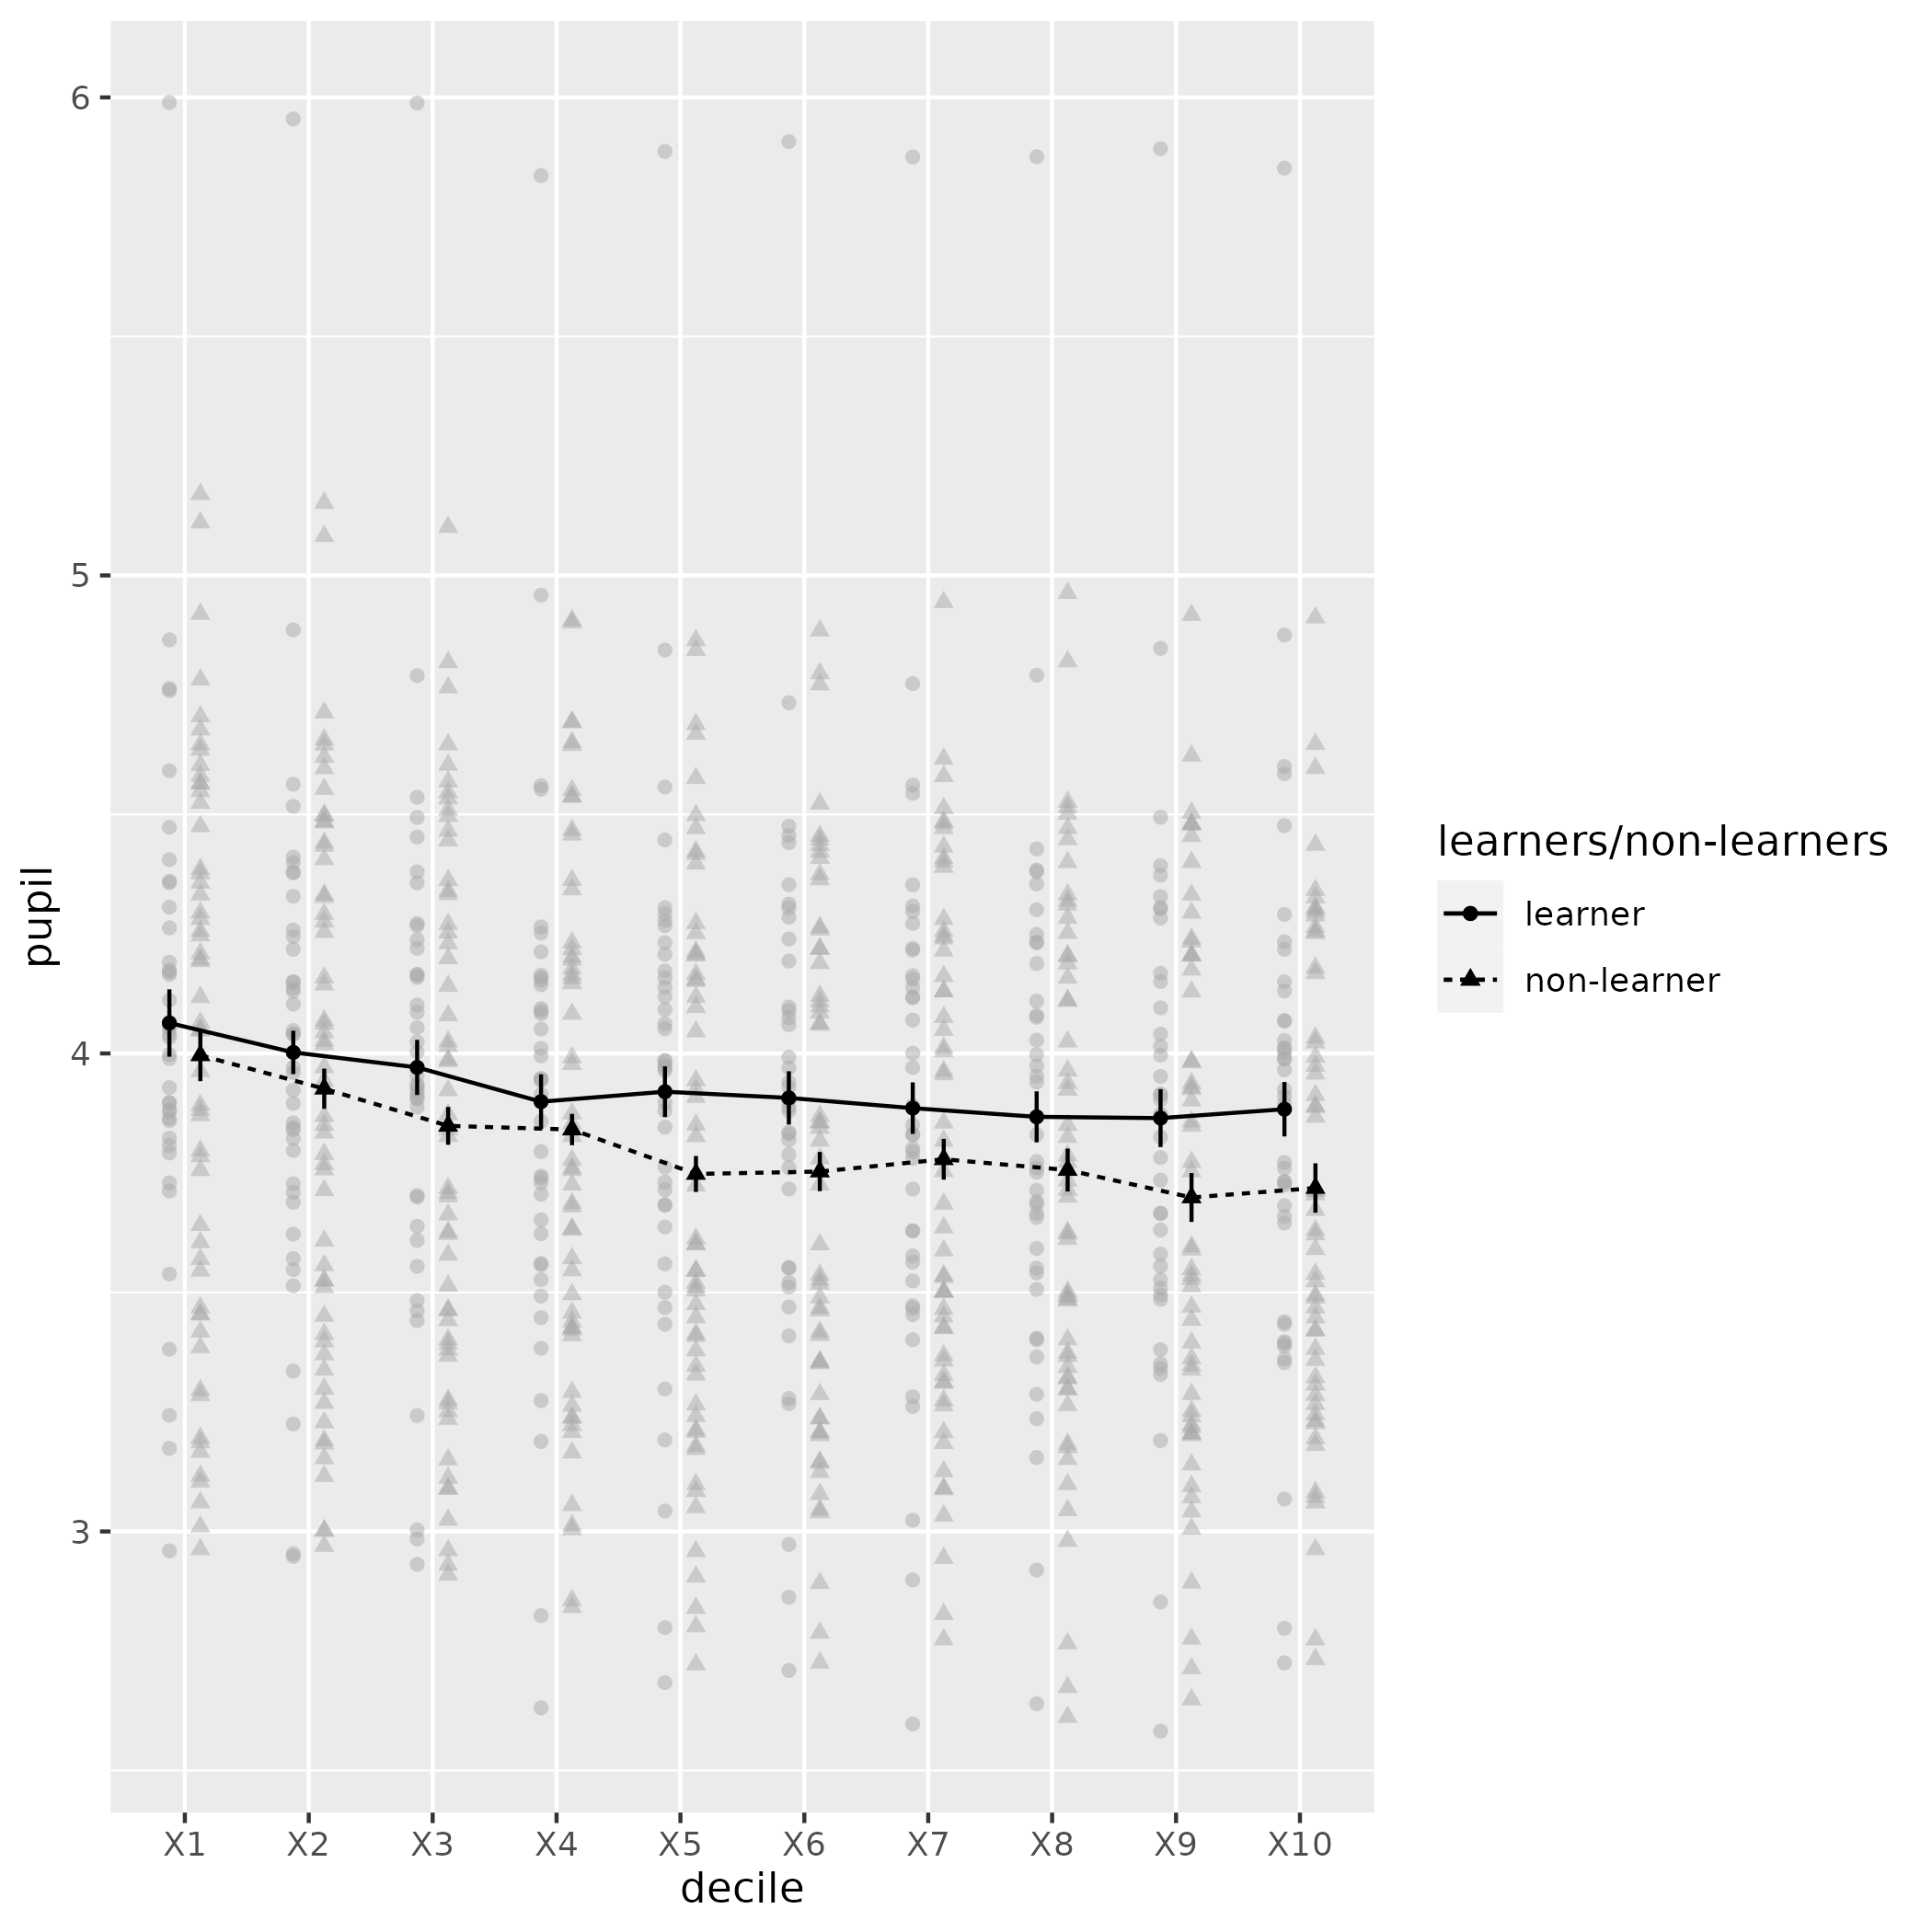 6
5
4
3
pupil
X1 X2 X3 X4 X5 X6 X7 X8 X9 X10
decile
learners/non-learners
learner
non-learner